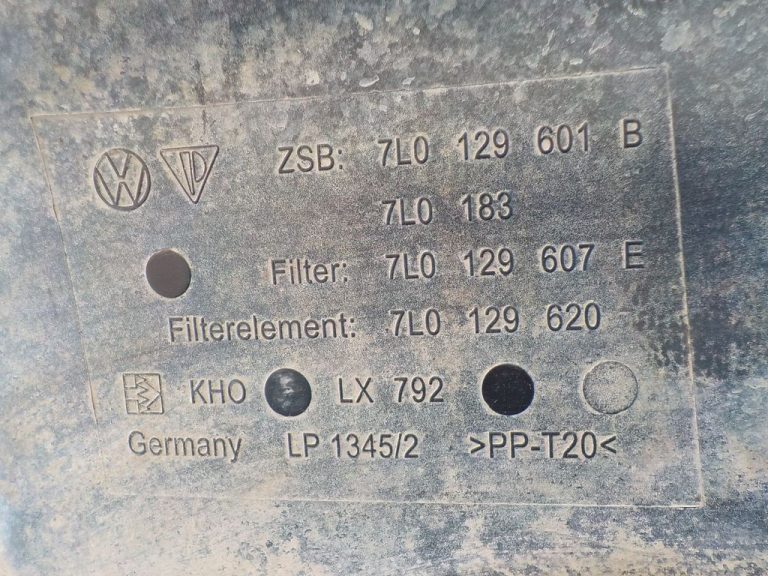 ZSB: 7L0 129 601 B
7L0 183
Filter: 7L0 129 607 E
Filterelement: 7L0 129 620
KHO LX 792
Germany LP 1345/2 >PP-T20<